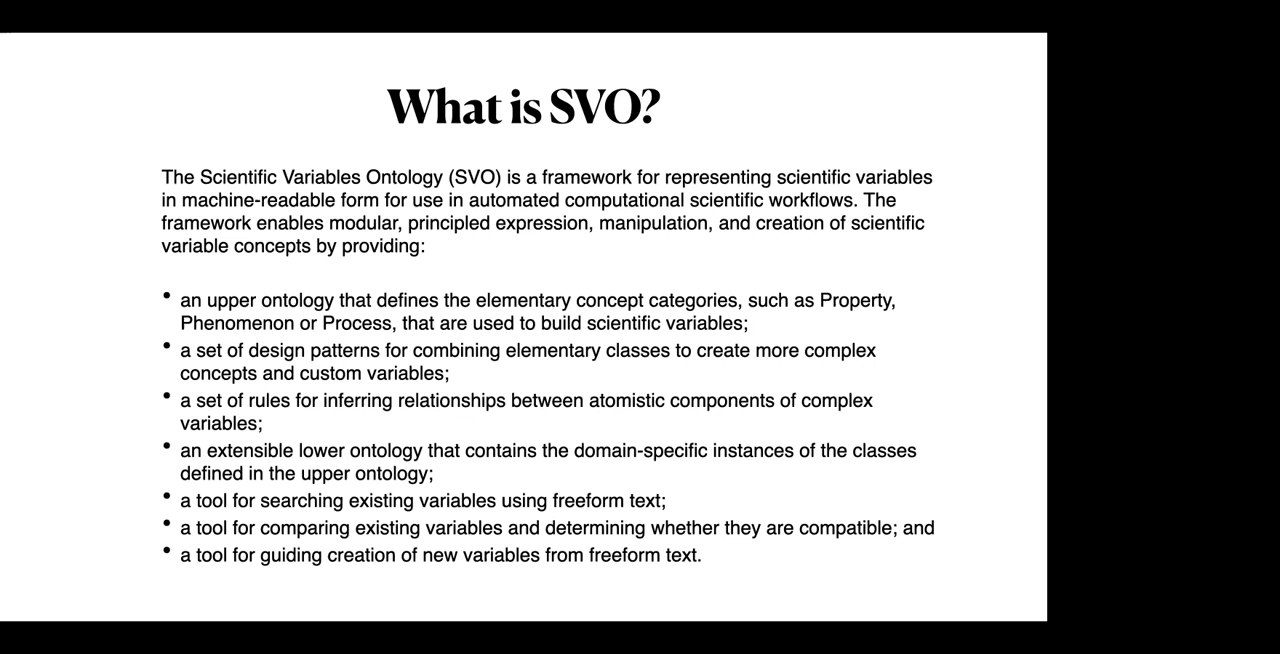 What is SVO?
The Scientific Variables Ontology (SVO) is a framework for representing scientific variables
in machine-readable form for use in automated computational scientific workflows. The
framework enables modular, principled expression, manipulation, and creation of scientific
variable concepts by providing:
• an upper ontology that defines the elementary concept categories, such as Property,
Phenomenon or Process, that are used to build scientific variables;
• a set of design patterns for combining elementary classes to create more complex
concepts and custom variables;
• a set of rules for inferring relationships between atomistic components of complex
variables;
• an extensible lower ontology that contains the domain-specific instances of the classes
defined in the upper ontology;
• a tool for searching existing variables using freeform text;
• a tool for comparing existing variables and determining whether they are compatible; and
• a tool for guiding creation of new variables from freeform text.